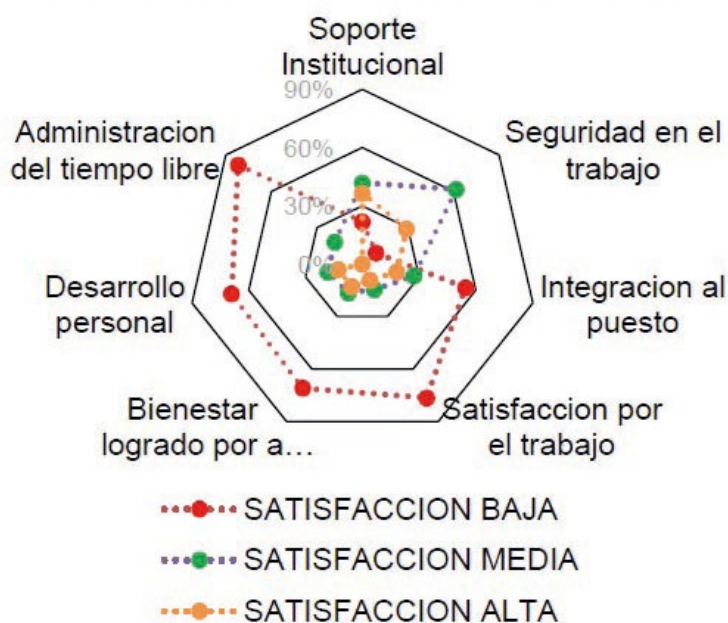 Soporte
Institucional
90%
60%
30%
0%
Administracion
del tiempo libre
Seguridad en el
trabajo
Desarrollo
personal
Integracion al
puesto
Bienestar
logrado por a…
Satisfaccion por
el trabajo
SATISFACCION BAJA
SATISFACCION MEDIA
SATISFACCION ALTA